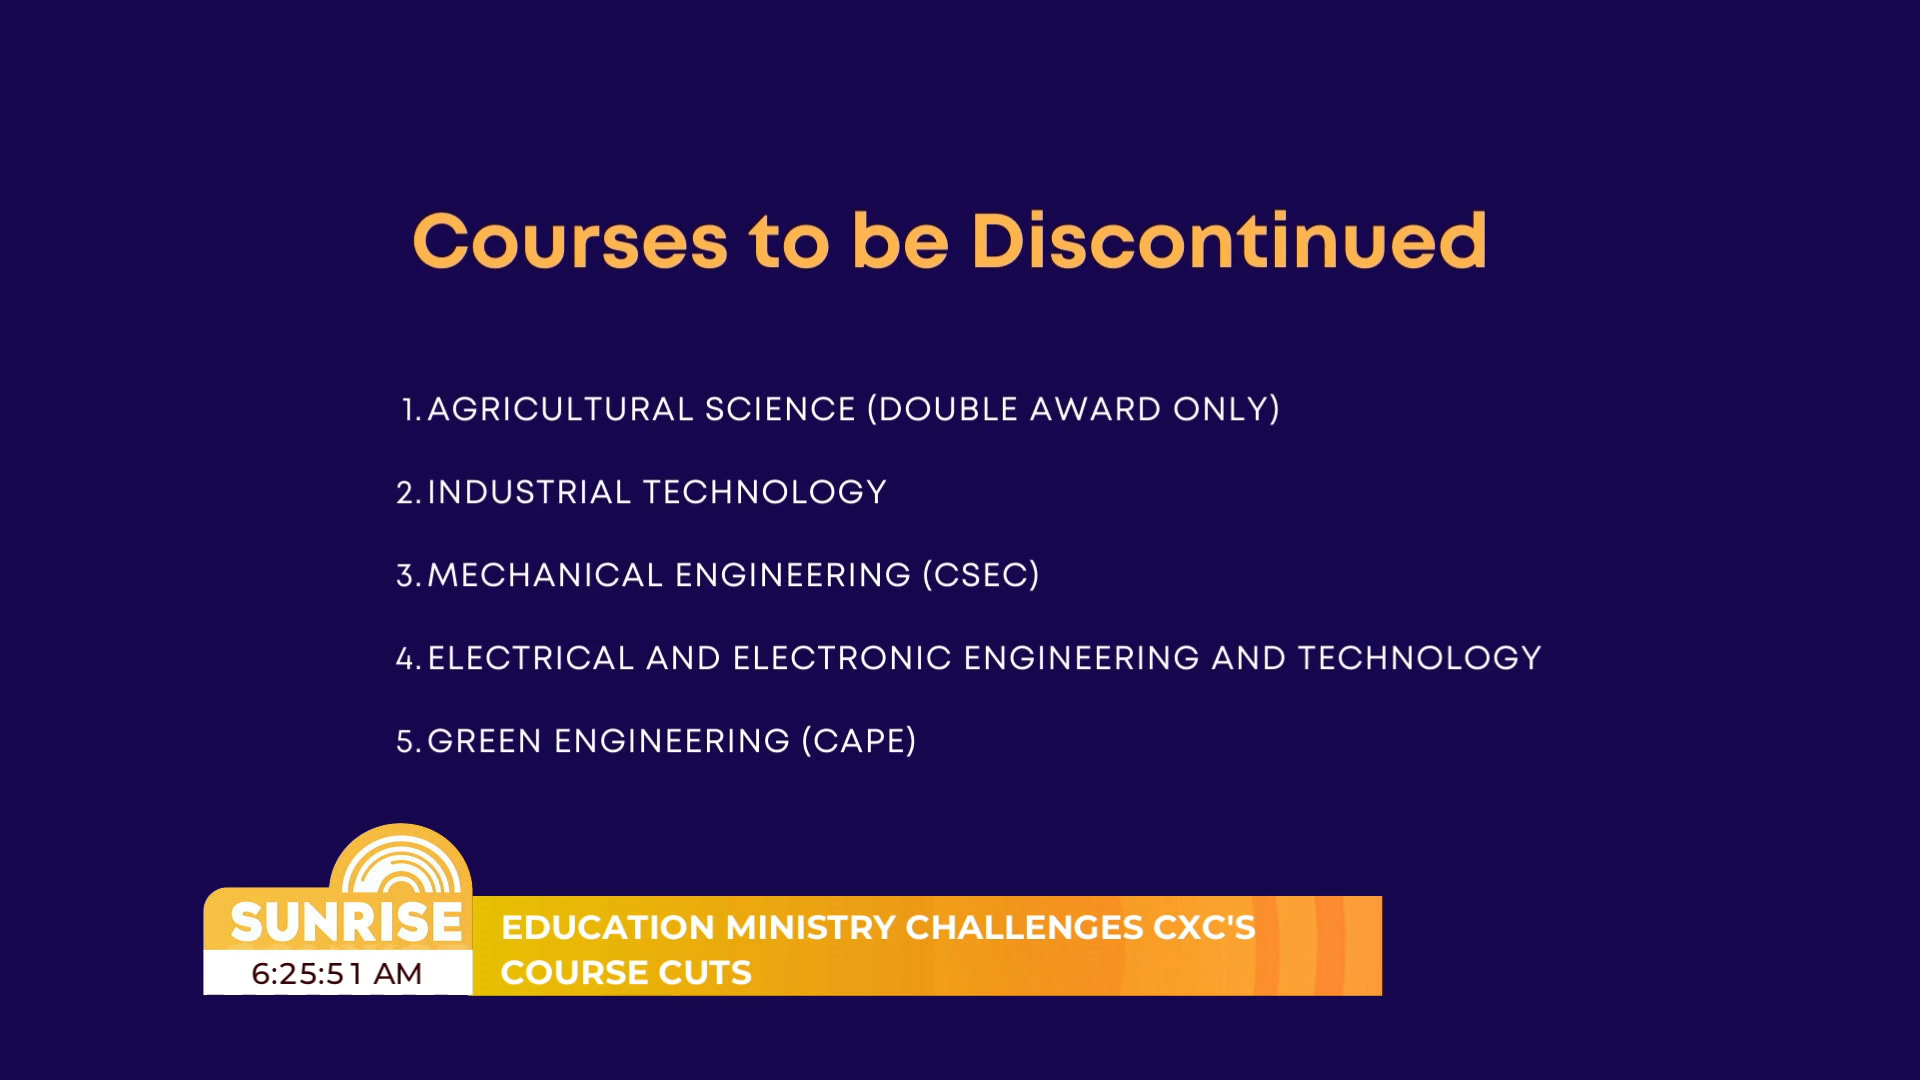 Courses to be Discontinued
1. AGRICULTURAL SCIENCE (DOUBLE AWARD ONLY)
2. INDUSTRIAL TECHNOLOGY
3. MECHANICAL ENGINEERING (CSEC)
4. ELECTRICAL AND ELECTRONIC ENGINEERING AND TECHNOLOGY
5. GREEN ENGINEERING (CAPE)
SUNRISE
6:25:51 AM
EDUCATION MINISTRY CHALLENGES CXC'S
COURSE CUTS